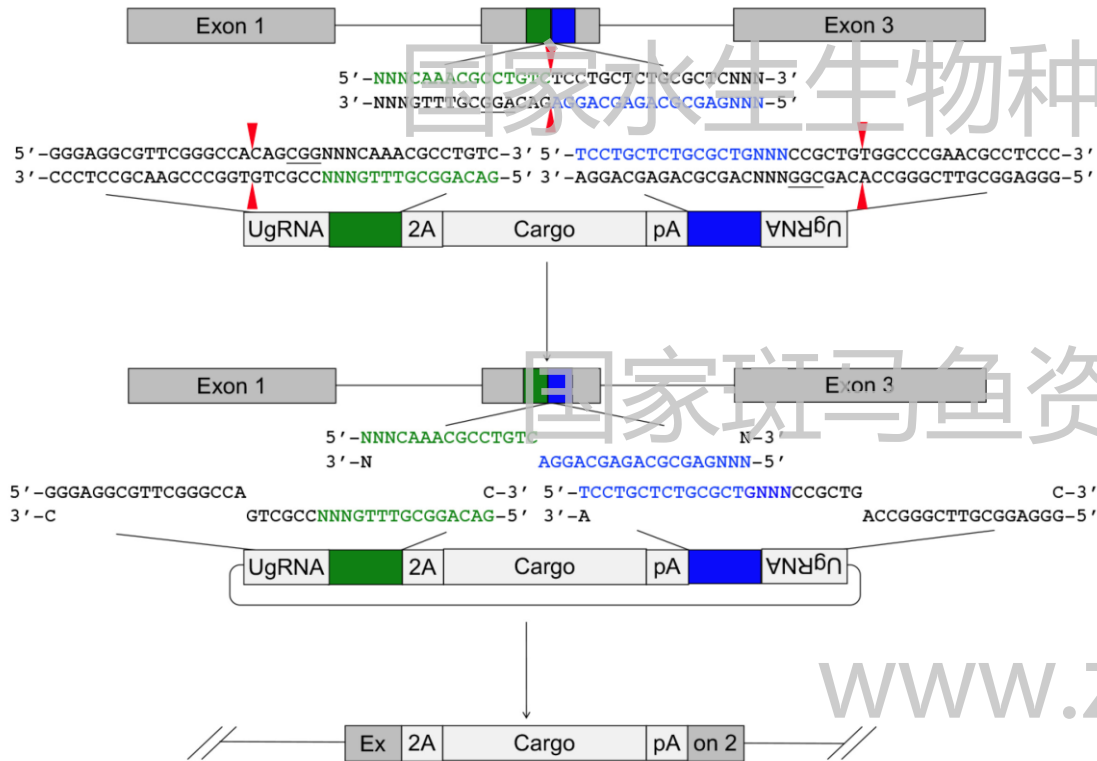 Exon 1 Exon 3
国家水生生物种
5′-NNNCAAACGCCTGTCTCCTGCTCTGCGCTCNNN-3′
3′-NNNGTTTGCGGACAGAGGACGAGACGCGAGNNN-5′
5′-GGGAGGCGTTCGGGCCACAGCGGNNNCAAACGCCTGTC-3′ 5′-TCCTGCTCTGCGCTGNNNCCGCTGTGGCCCGAACGCCTCCC-3′
3′-CCCTCCGCAAGCCCGGTGTCGCCNNNGTTTGCGGACAG-5′ 3′-AGGACGAGACGCGACNNNGGCGACACCGGGCTTGCGGAGGG-5′
UgRNA 2A Cargo pA UgRNA
国家斑马鱼资
Exon 1 Exon 3
5′-NNNCAAACGCCTGTC N-3′
3′-N AGGACGAGACGCGAGNNN-5′
5′-GGGAGGCGTTCGGGCCA C-3′ 5′-TCCTGCTCTGCGCTGNNNCCGCTG C-3′
3′-C GTCGCCNNNGTTTGCGGACAG-5′ 3′-A ACCGGGCTTGCGGAGGG-5′
UgRNA 2A Cargo pA UgRNA
www.z
Ex 2A Cargo pA on 2